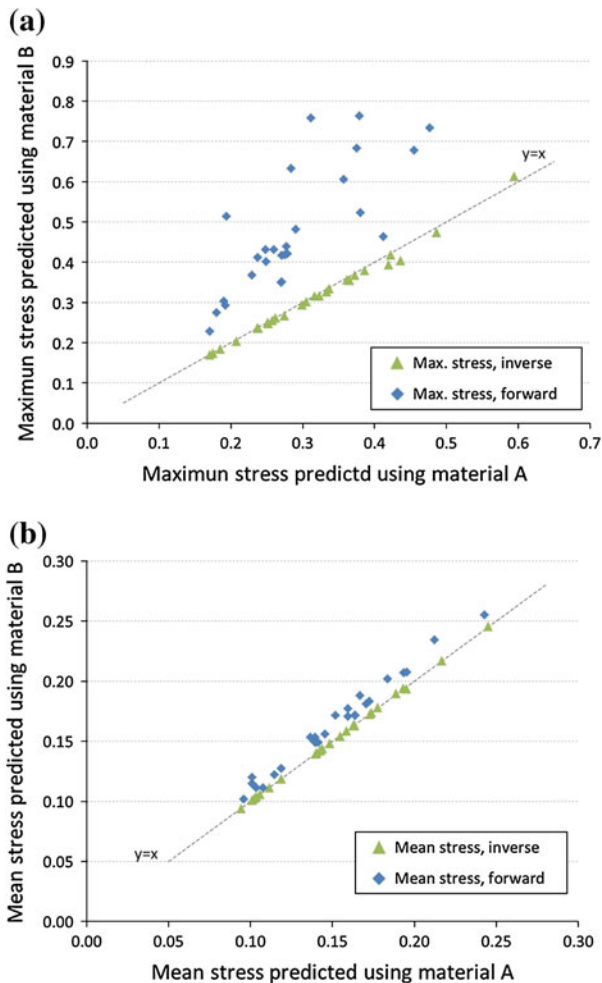 (a)
Maximun stress predicted using material B
0.9
0.8
0.7
0.6
0.5
0.4
0.3
0.2
0.1
0.0
y=x
Max. stress, inverse
Max. stress, forward
0.0 0.1 0.2 0.3 0.4 0.5 0.6 0.7
Maximun stress predictd using material A
(b)
Mean stress predicted using material B
0.30
0.25
0.20
0.15
0.10
0.05
0.00
y=x
Mean stress, inverse
Mean stress, forward
0.00 0.05 0.10 0.15 0.20 0.25 0.30
Mean stress predicted using material A